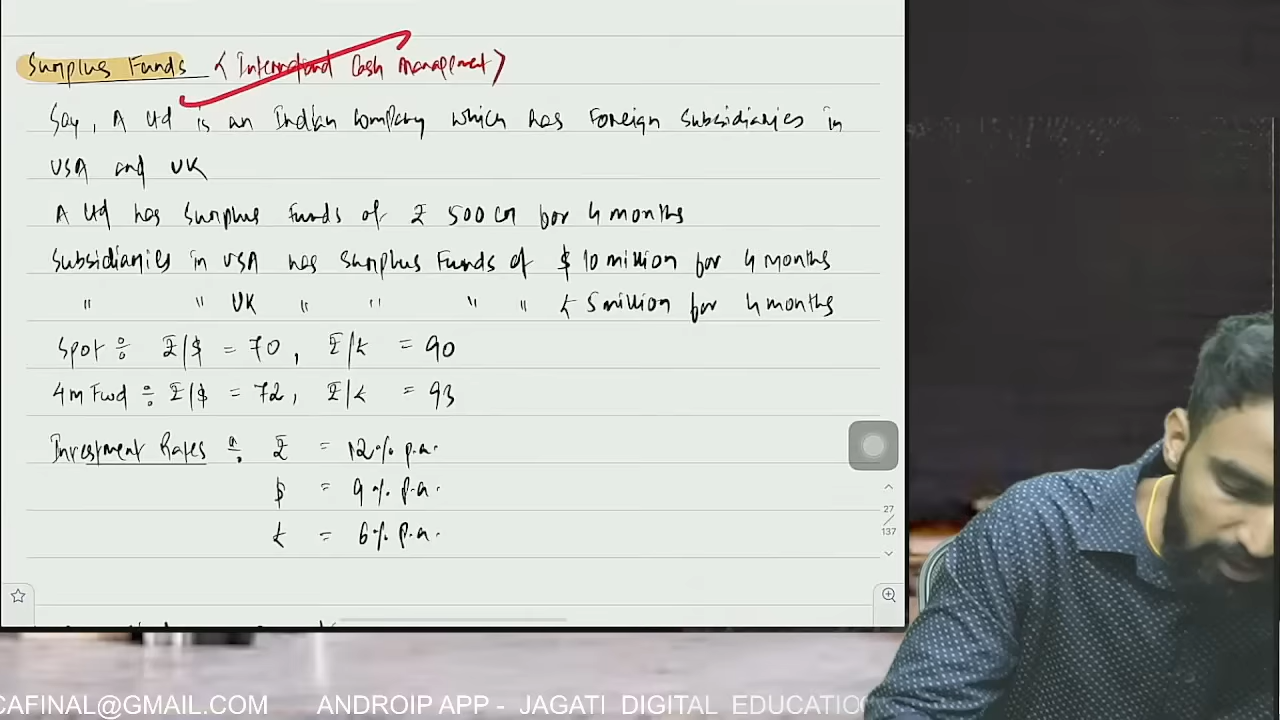 Surplus Funds < International Cash Management >
Say, A Ltd is an Indian Company which has Foreign Subsidiaries in
USA and UK
A Ltd has Surplus Funds of ₹ 500 cr for 4 months
Subsidiaries in USA has Surplus Funds of $ 10 million for 4 months
" " UK " " " " £ 5 million for 4 months
Spot : ₹/$ = 70, ₹/£ = 90
4m Fwd : ₹/$ = 72, ₹/£ = 93
Investment Rates : ₹ = 12% p.a.
$ = 9% p.a.
£ = 6% p.a.
27
137
CAFINAL@GMAIL.COM ANDROIP APP - JAGATI DIGITAL EDUCATIO